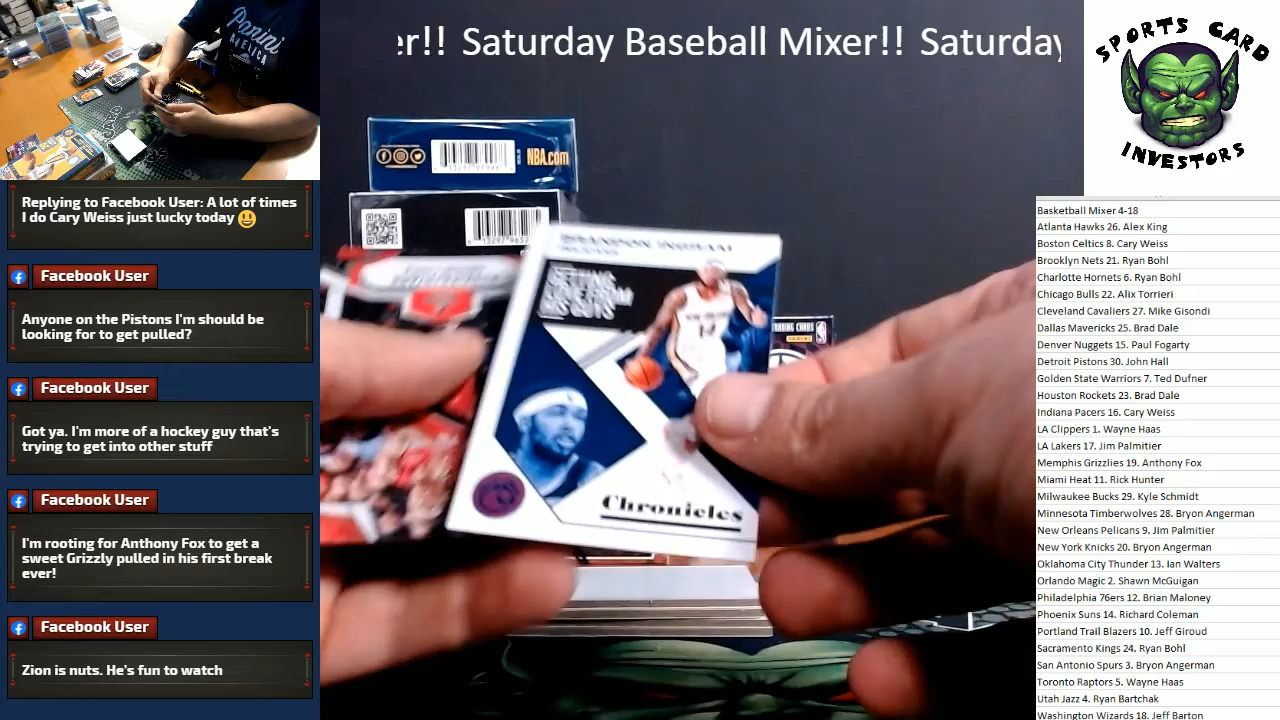 er!! Saturday Baseball Mixer!! Saturday
SPORTS CARD
INVESTORS
Panini
AMERICA
Replying to Facebook User: A lot of times
I do Cary Weiss just lucky today 😃
Facebook User
Anyone on the Pistons I'm should be
looking for to get pulled?
Facebook User
Got ya. I'm more of a hockey guy that's
trying to get into other stuff
Facebook User
I'm rooting for Anthony Fox to get a
sweet Grizzly pulled in his first break
ever!
Facebook User
Zion is nuts. He's fun to watch
NBA.com
BRANDON INGRAM
14
Chronicles
TRADING CARDS
PANINI
Basketball Mixer 4-18
Atlanta Hawks 26. Alex King
Boston Celtics 8. Cary Weiss
Brooklyn Nets 21. Ryan Bohl
Charlotte Hornets 6. Ryan Bohl
Chicago Bulls 22. Alix Torrieri
Cleveland Cavaliers 27. Mike Gisondi
Dallas Mavericks 25. Brad Dale
Denver Nuggets 15. Paul Fogarty
Detroit Pistons 30. John Hall
Golden State Warriors 7. Ted Dufner
Houston Rockets 23. Brad Dale
Indiana Pacers 16. Cary Weiss
LA Clippers 1. Wayne Haas
LA Lakers 17. Jim Palmitier
Memphis Grizzlies 19. Anthony Fox
Miami Heat 11. Rick Hunter
Milwaukee Bucks 29. Kyle Schmidt
Minnesota Timberwolves 28. Bryon Angerman
New Orleans Pelicans 9. Jim Palmitier
New York Knicks 20. Bryon Angerman
Oklahoma City Thunder 13. Ian Walters
Orlando Magic 2. Shawn McGuigan
Philadelphia 76ers 12. Brian Maloney
Phoenix Suns 14. Richard Coleman
Portland Trail Blazers 10. Jeff Giroud
Sacramento Kings 24. Ryan Bohl
San Antonio Spurs 3. Bryon Angerman
Toronto Raptors 5. Wayne Haas
Utah Jazz 4. Ryan Bartchak
Washington Wizards 18. Jeff Barton